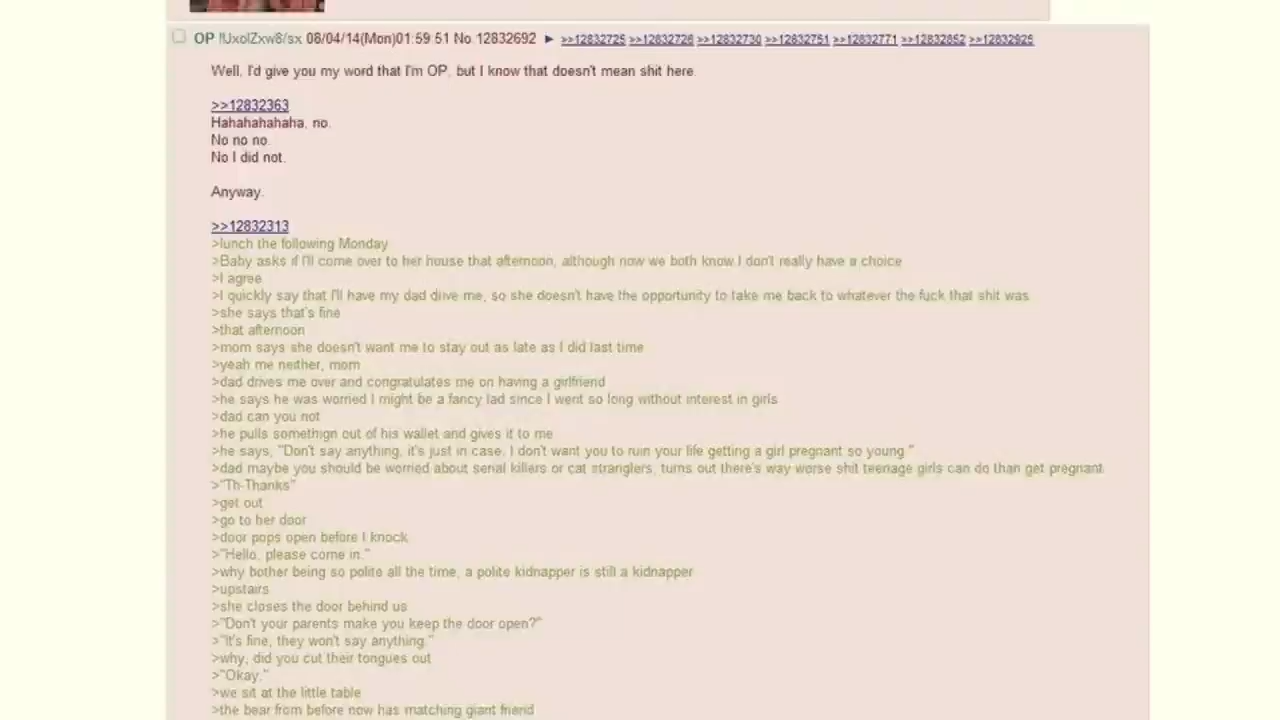 OP !UxolZxw8/sx 08/04/14(Mon)01:59:51 No.12832692 ► >>12832725 >>12832726 >>12832730 >>12832751 >>12832771 >>12832852 >>12832925
Well, I'd give you my word that I'm OP, but I know that doesn't mean shit here.
>>12832363
Hahahahahaha, no.
No no no.
No I did not.
Anyway.
>>12832313
>lunch the following Monday
>Baby asks if I'll come over to her house that afternoon, although now we both know I don't really have a choice
>I agree
>I quickly say that I'll have my dad drive me, so she doesn't have the opportunity to take me back to whatever the fuck that shit was
>she says that's fine
>that afternoon
>mom says she doesn't want me to stay out as late as I did last time
>yeah me neither, mom
>dad drives me over and congratulates me on having a girlfriend
>he says he was worried I might be a fancy lad since I went so long without interest in girls
>dad can you not
>he pulls somethign out of his wallet and gives it to me
>he says, "Don't say anything, it's just in case. I don't want you to ruin your life getting a girl pregnant so young."
>dad maybe you should be worried about serial killers or cat stranglers, turns out there's way worse shit teenage girls can do than get pregnant
>"Th-Thanks"
>get out
>go to her door
>door pops open before I knock
>"Hello, please come in."
>why bother being so polite all the time, a polite kidnapper is still a kidnapper
>upstairs
>she closes the door behind us
>"Don't your parents make you keep the door open?"
>"It's fine, they won't say anything."
>why, did you cut their tongues out
>"Okay."
>we sit at the little table
>the bear from before now has matching giant friend